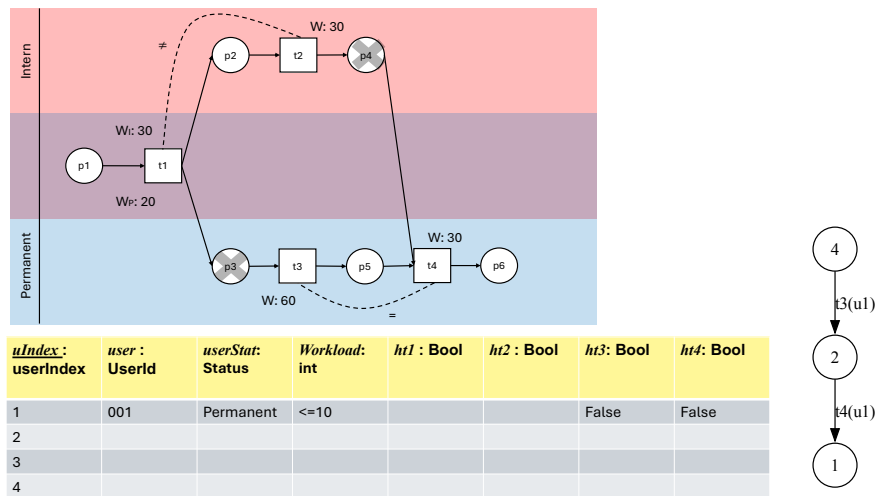 Intern
W: 30
≠
p2
t2
p4
WI: 30
p1
t1
WP: 20
Permanent
W: 30
p3
t3
p5
t4
p6
W: 60
=
uIndex : userIndex
user : UserId
userStat: Status
Workload: int
ht1 : Bool
ht2 : Bool
ht3: Bool
ht4: Bool
1 001 Permanent <=10 False False
2
3
4
4
t3(u1)
2
t4(u1)
1